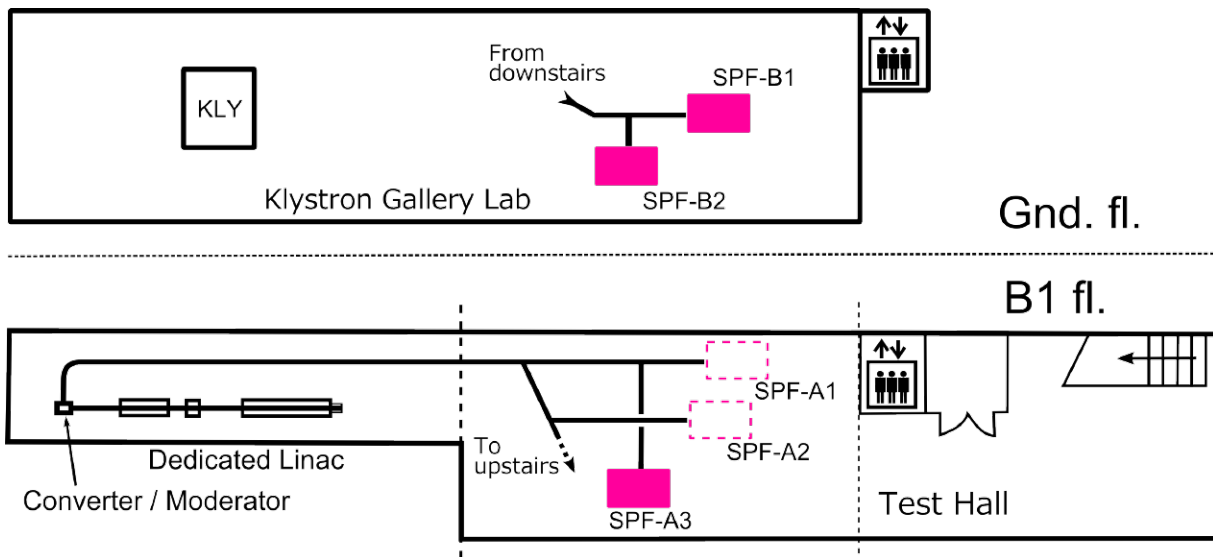 From
downstairs
SPF-B1
KLY
SPF-B2
Klystron Gallery Lab
Gnd. fl.
B1 fl.
SPF-A1
SPF-A2
To
upstairs
Dedicated Linac
Converter / Moderator
SPF-A3
Test Hall